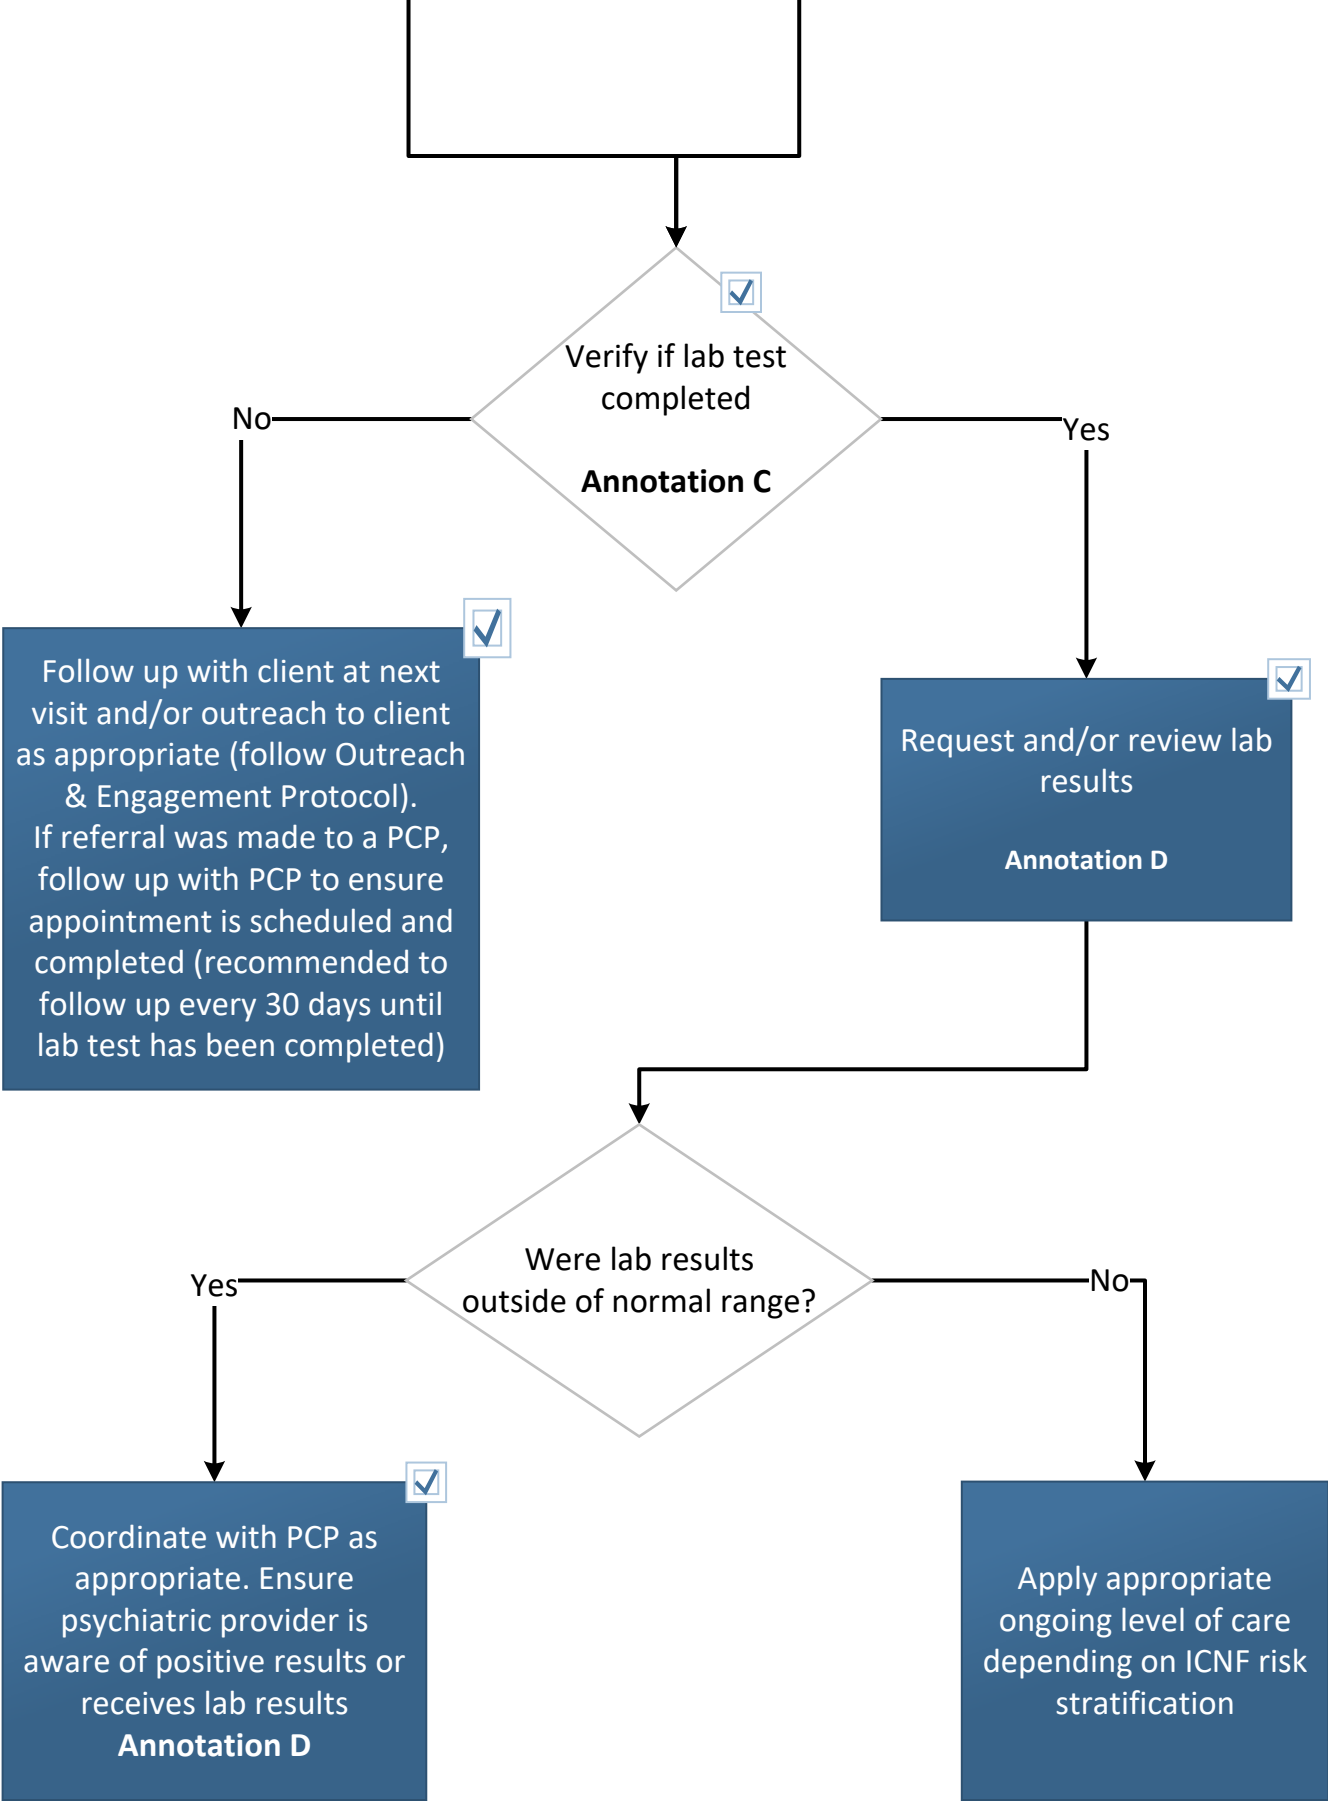 Verify if lab test
completed
Annotation C
No
Yes
Follow up with client at next
visit and/or outreach to client
as appropriate (follow Outreach
& Engagement Protocol).
If referral was made to a PCP,
follow up with PCP to ensure
appointment is scheduled and
completed (recommended to
follow up every 30 days until
lab test has been completed)
Request and/or review lab
results
Annotation D
Were lab results
outside of normal range?
Yes
No
Coordinate with PCP as
appropriate. Ensure
psychiatric provider is
aware of positive results or
receives lab results
Annotation D
Apply appropriate
ongoing level of care
depending on ICNF risk
stratification